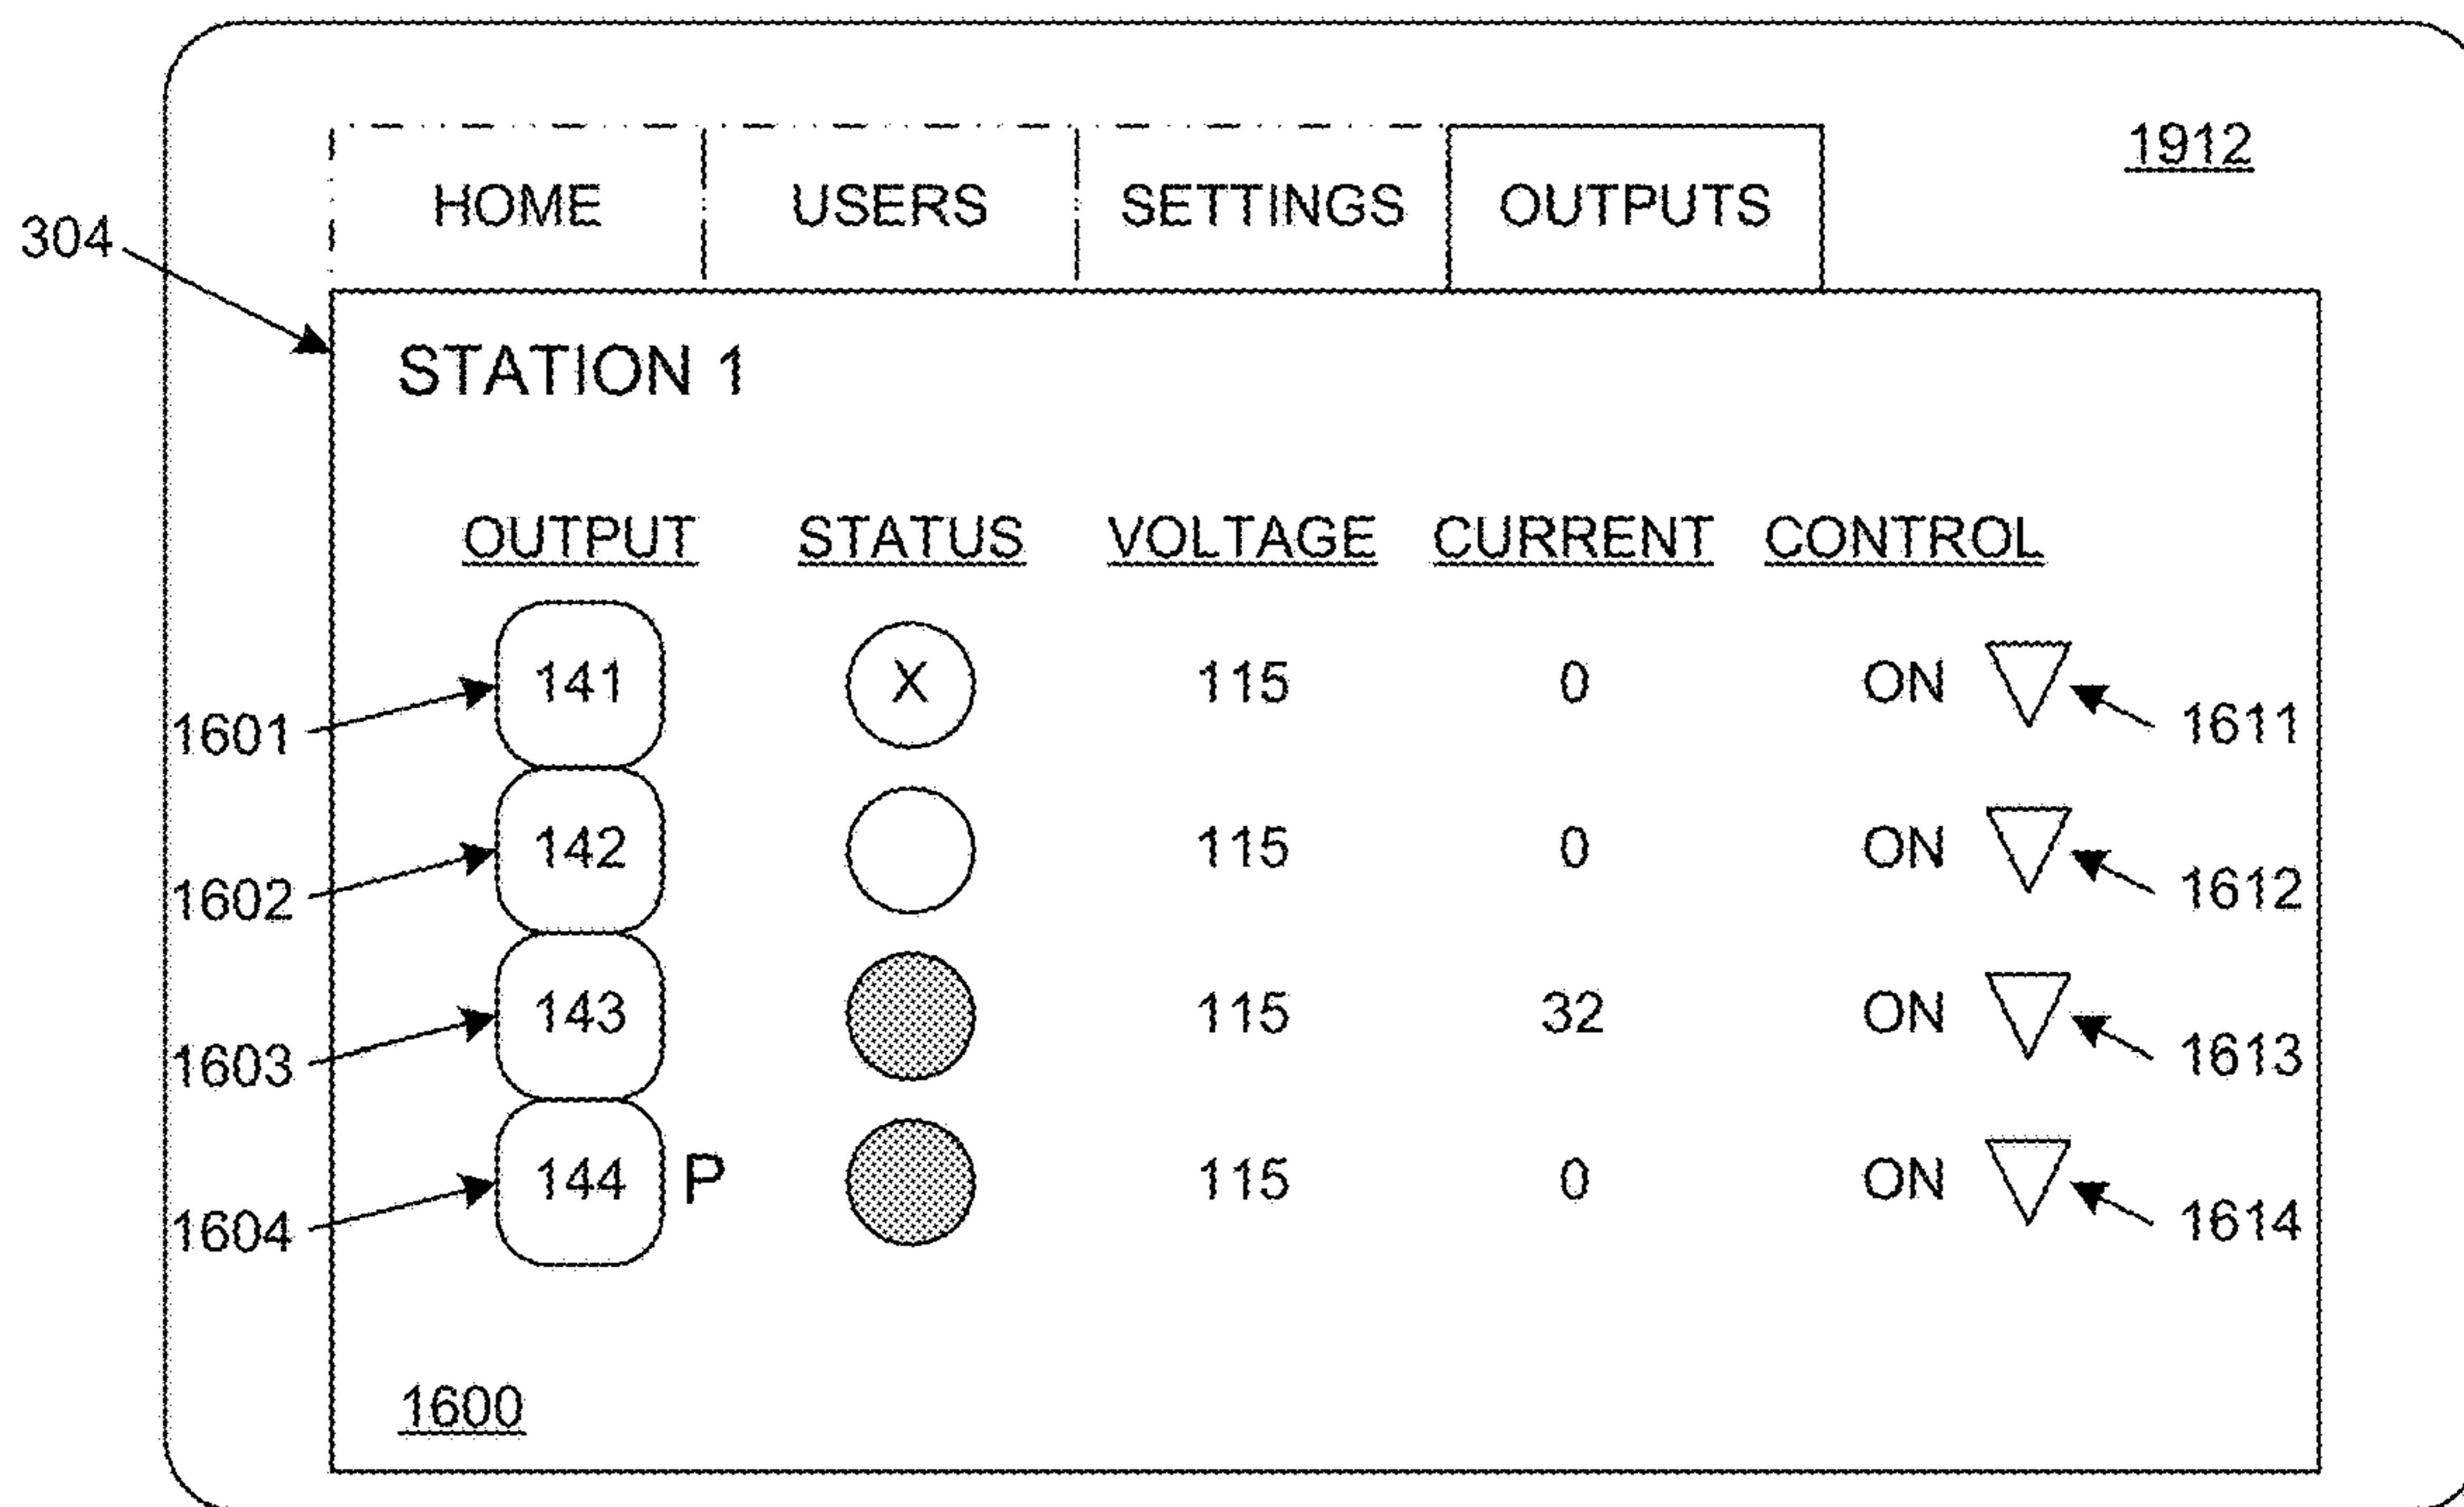 1912
HOME USERS SETTINGS OUTPUTS
304
STATION 1
OUTPUT STATUS VOLTAGE CURRENT CONTROL
141 X 115 0 ON
1601 1611
142 115 0 ON
1602 1612
143 115 32 ON
1603 1613
144 P 115 0 ON
1604 1614
1600